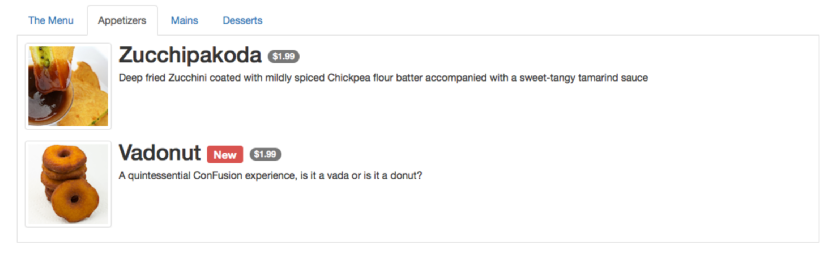 The Menu Appetizers Mains Desserts
Zucchipakoda $1.99
Deep fried Zucchini coated with mildly spiced Chickpea flour batter accompanied with a sweet-tangy tamarind sauce
Vadonut New $1.99
A quintessential ConFusion experience, is it a vada or is it a donut?